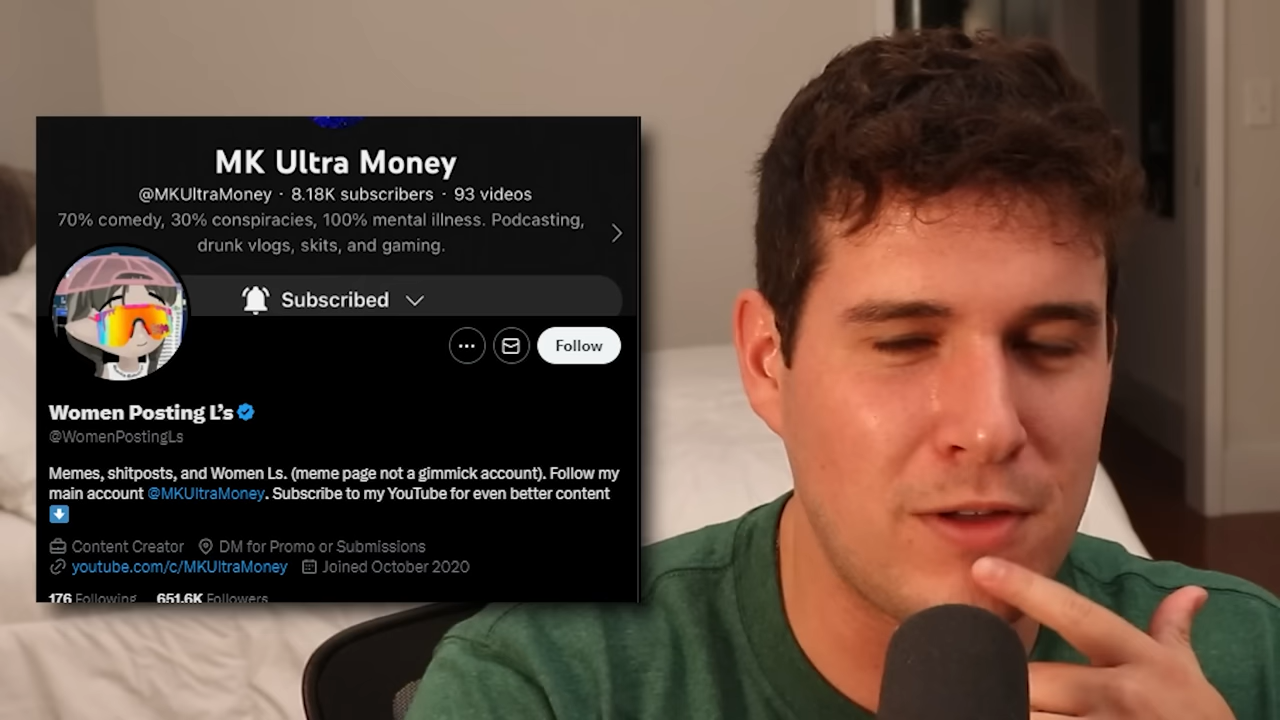 MK Ultra Money
@MKUltraMoney · 8.18K subscribers · 93 videos
70% comedy, 30% conspiracies, 100% mental illness. Podcasting,
drunk vlogs, skits, and gaming.
Subscribed
Follow
Women Posting L's
@WomenPostingLs
Memes, shitposts, and Women Ls. (meme page not a gimmick account). Follow my
main account @MKUltraMoney. Subscribe to my YouTube for even better content
Content Creator DM for Promo or Submissions
youtube.com/c/MKUltraMoney Joined October 2020
176 Following 651.6K Followers